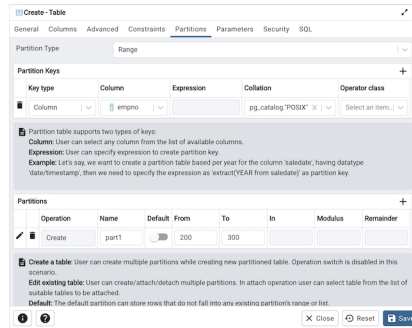 Create - Table
General Columns Advanced Constraints Partitions Parameters Security SQL
Partition Type Range
Partition Keys
Key type Column Expression Collation Operator class
Column empno pg_catalog."POSIX" Select an item...
Partition table supports two types of keys:
Column: User can select any column from the list of available columns.
Expression: User can specify expression to create partition key.
Example: Let's say, we want to create a partition table based per year for the column 'saledate', having datatype
'date/timestamp', then we need to specify the expression as 'extract(YEAR from saledate)' as partition key.
Partitions
Operation Name Default From To In Modulus Remainder
Create part1 200 300
Create a table: User can create multiple partitions while creating new partitioned table. Operation switch is disabled in this
scenario.
Edit existing table: User can create/attach/detach multiple partitions. In attach operation user can select table from the list of
suitable tables to be attached.
Default: The default partition can store rows that do not fall into any existing partition's range or list.
Close Reset Save